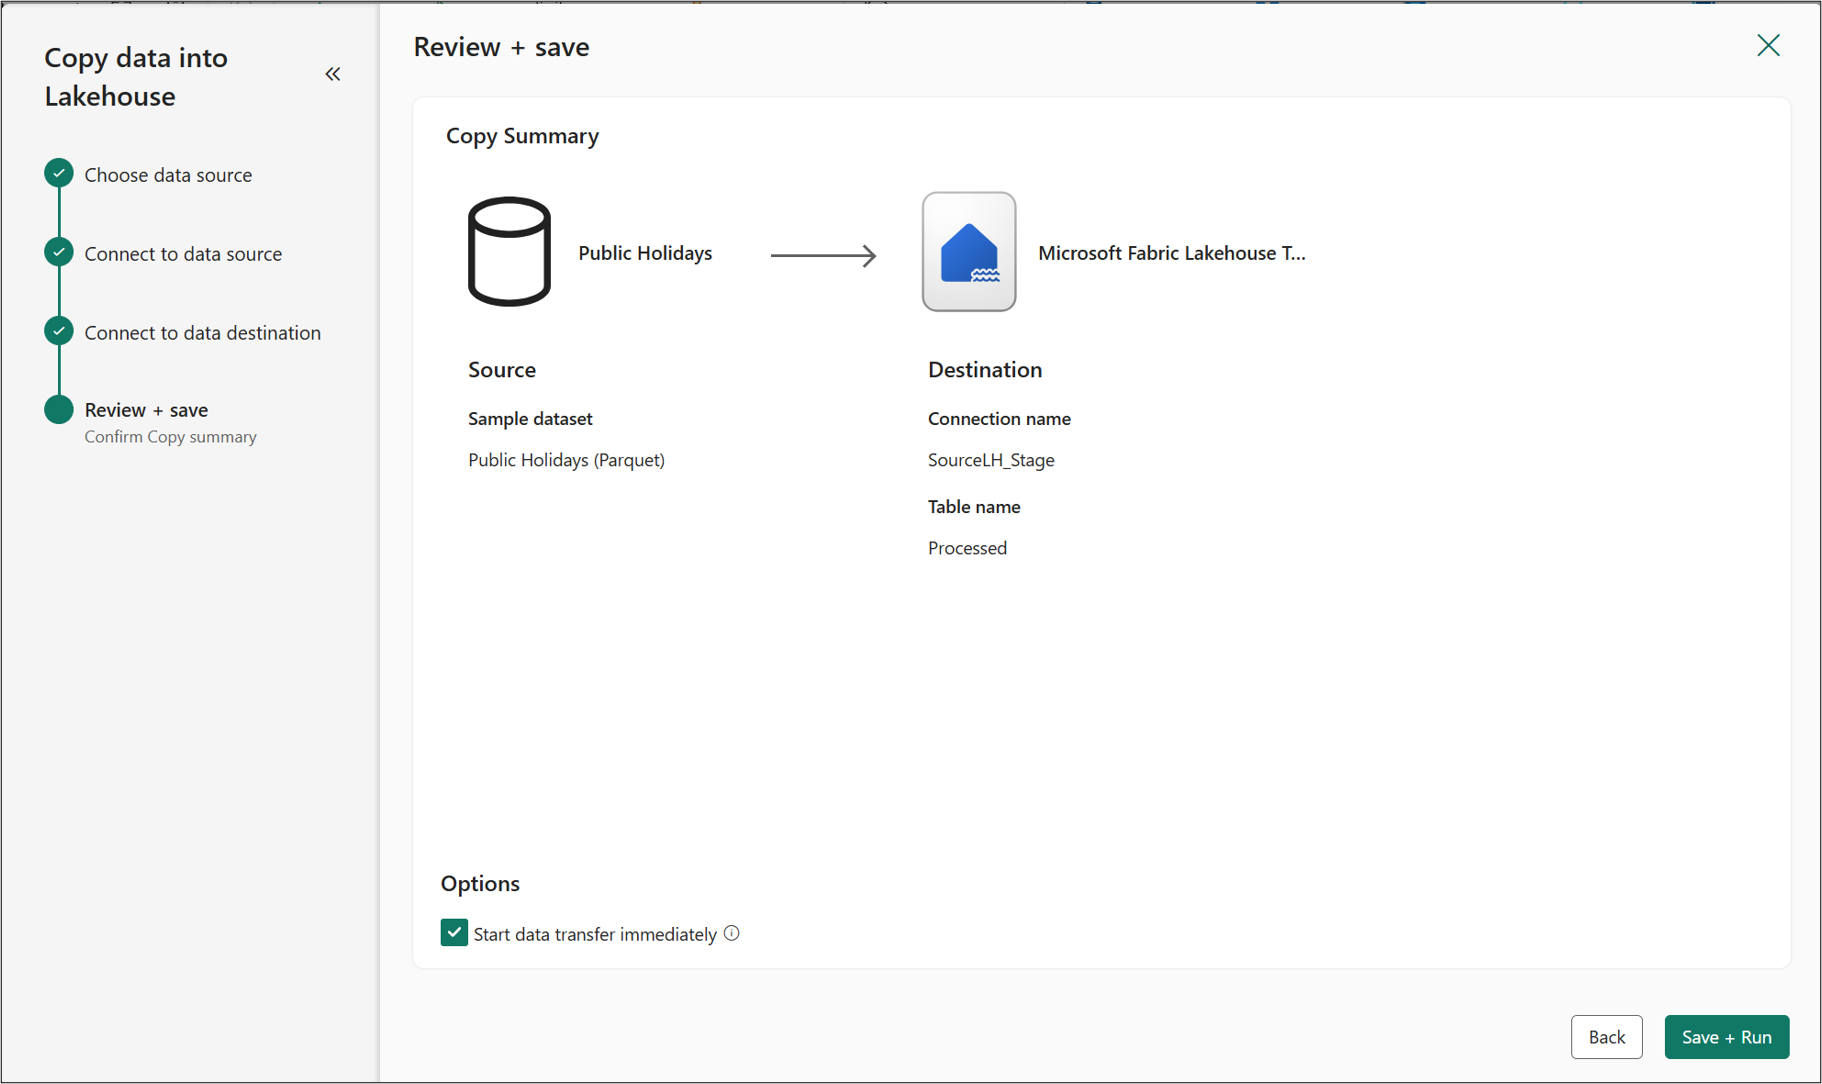 Copy data into
Lakehouse
Choose data source
Connect to data source
Connect to data destination
Review + save
Confirm Copy summary
Review + save
Copy Summary
Public Holidays
Microsoft Fabric Lakehouse T...
Source
Sample dataset
Public Holidays (Parquet)
Destination
Connection name
SourceLH_Stage
Table name
Processed
Options
Start data transfer immediately
Back
Save + Run